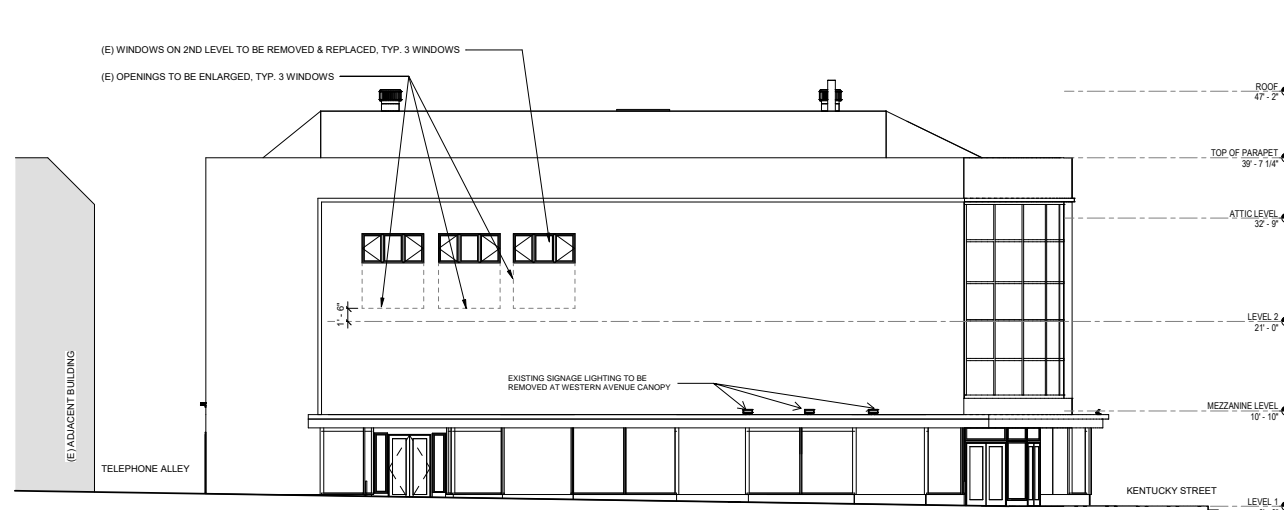 (E) WINDOWS ON 2ND LEVEL TO BE REMOVED & REPLACED, TYP. 3 WINDOWS
(E) OPENINGS TO BE ENLARGED, TYP. 3 WINDOWS
ROOF
47' - 2"
TOP OF PARAPET
39' - 7 1/4"
ATTIC LEVEL
32' - 9"
1' - 6"
LEVEL 2
21' - 0"
EXISTING SIGNAGE LIGHTING TO BE
REMOVED AT WESTERN AVENUE CANOPY
MEZZANINE LEVEL
10' - 10"
(E) ADJACENT BUILDING
TELEPHONE ALLEY
KENTUCKY STREET
LEVEL 1